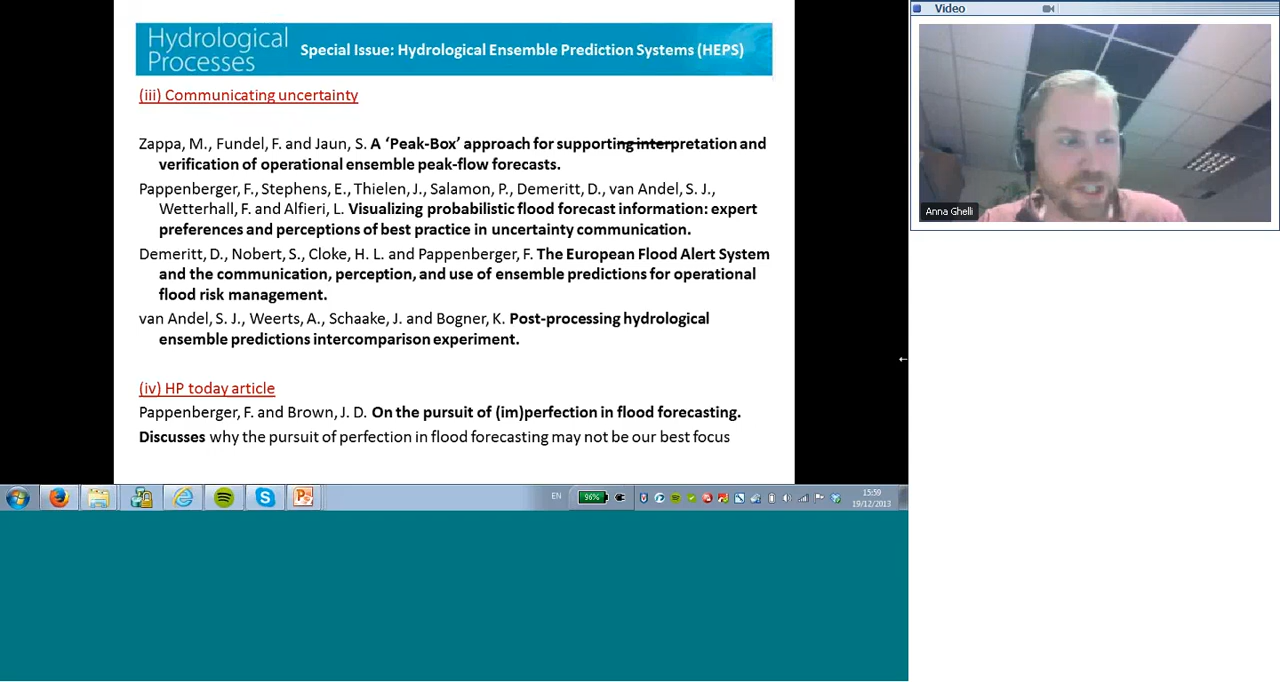 Video
Hydrological
Processes
Special Issue: Hydrological Ensemble Prediction Systems (HEPS)
(iii) Communicating uncertainty
Zappa, M., Fundel, F. and Jaun, S. A ‘Peak-Box’ approach for supporting interpretation and
verification of operational ensemble peak-flow forecasts.
Pappenberger, F., Stephens, E., Thielen, J., Salamon, P., Demeritt, D., van Andel, S. J.,
Wetterhall, F. and Alfieri, L. Visualizing probabilistic flood forecast information: expert
preferences and perceptions of best practice in uncertainty communication.
Demeritt, D., Nobert, S., Cloke, H. L. and Pappenberger, F. The European Flood Alert System
and the communication, perception, and use of ensemble predictions for operational
flood risk management.
van Andel, S. J., Weerts, A., Schaake, J. and Bogner, K. Post-processing hydrological
ensemble predictions intercomparison experiment.
(iv) HP today article
Pappenberger, F. and Brown, J. D. On the pursuit of (im)perfection in flood forecasting.
Discusses why the pursuit of perfection in flood forecasting may not be our best focus
Anna Ghelli
EN
96%
15:59
19/12/2013